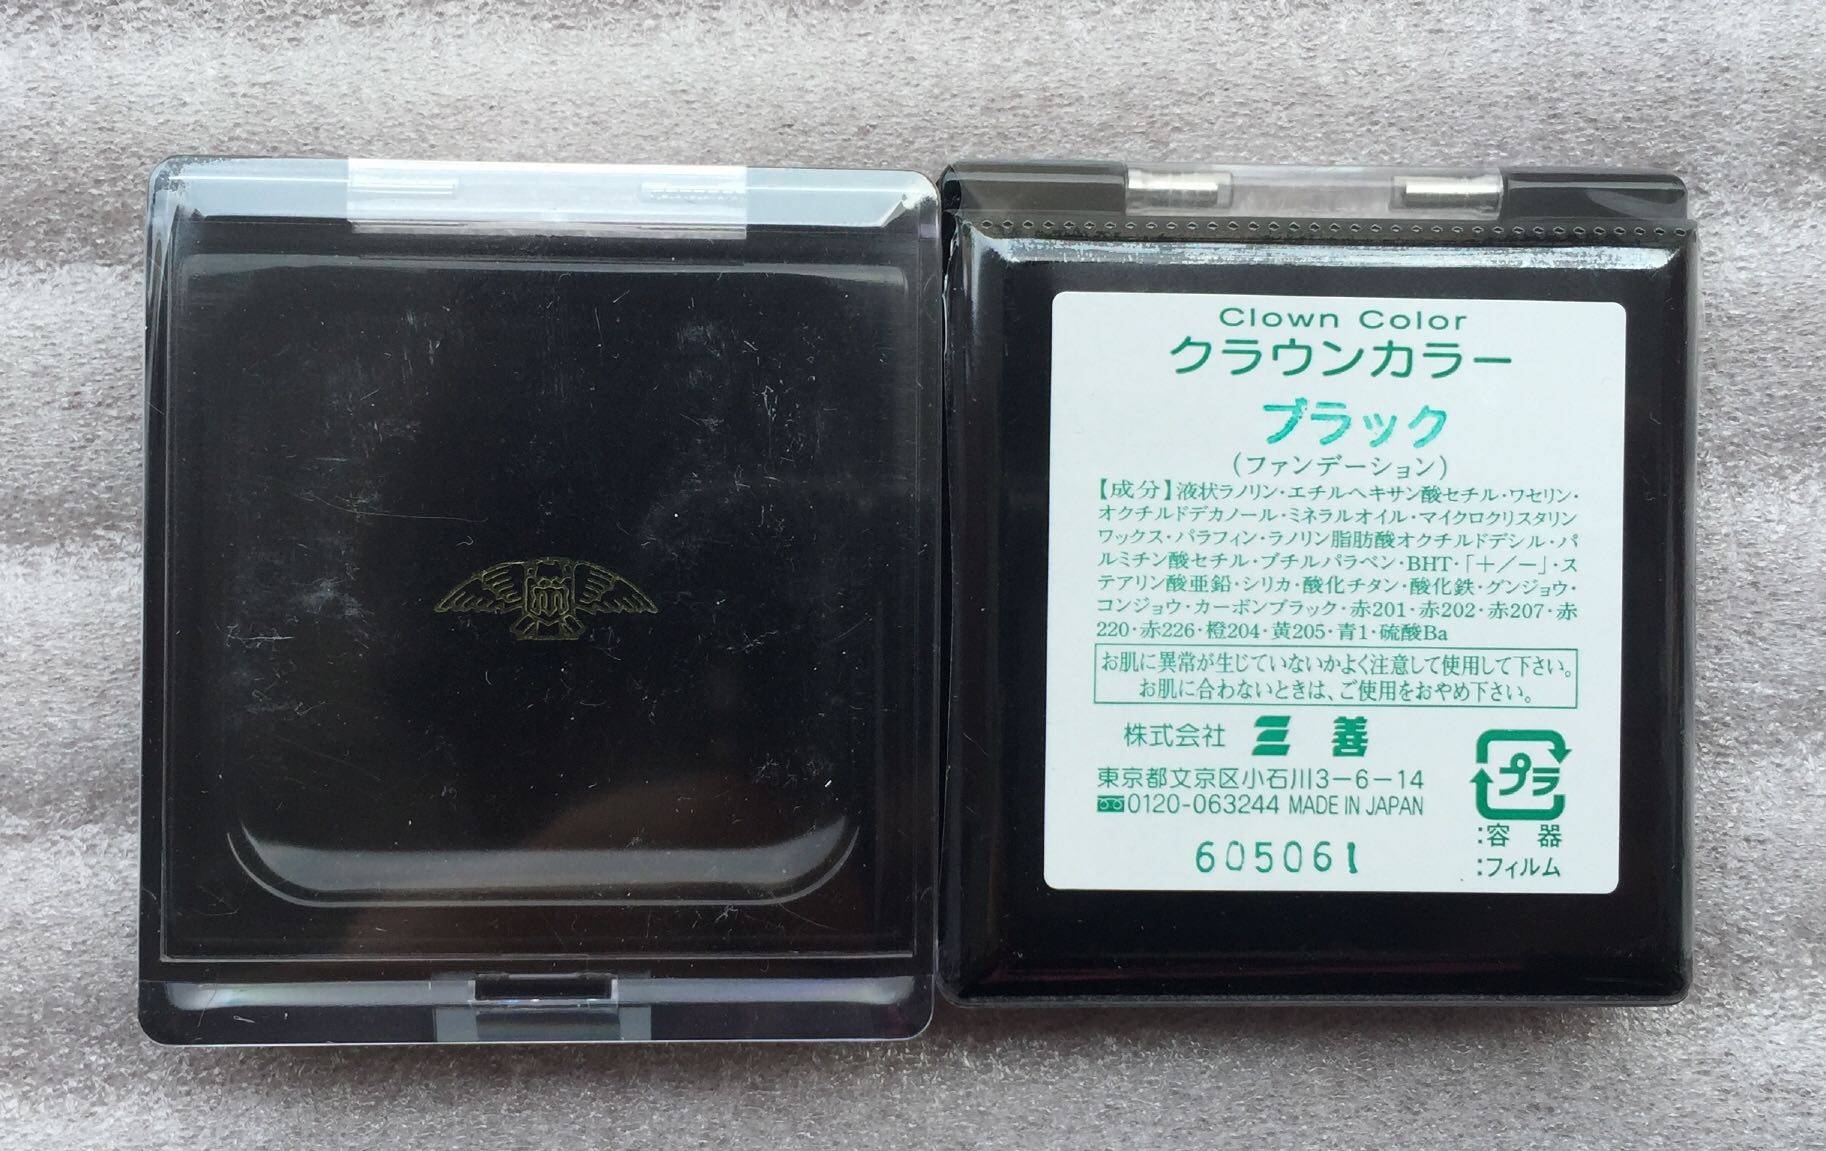 Clown Color
クラウンカラー
ブラック
(ファンデーション)
【成分】液状ラノリン・エチルヘキサン酸セチル・ワセリン・
オクチルドデカノール・ミネラルオイル・マイクロクリスタリン
ワックス・パラフィン・ラノリン脂肪酸オクチルドデシル・パ
ルミチン酸セチル・ブチルパラベン・BHT・「+/−」・ス
テアリン酸亜鉛・シリカ・酸化チタン・酸化鉄・グンジョウ・
コンジョウ・カーボンブラック・赤201・赤202・赤207・赤
220・赤226・橙204・黄205・青1・硫酸Ba
お肌に異常が生じていないかよく注意して使用して下さい。
お肌に合わないときは、ご使用をおやめ下さい。
株式会社 三善
東京都文京区小石川3−6−14
0120-063244 MADE IN JAPAN
605061
プラ
:容 器
:フィルム